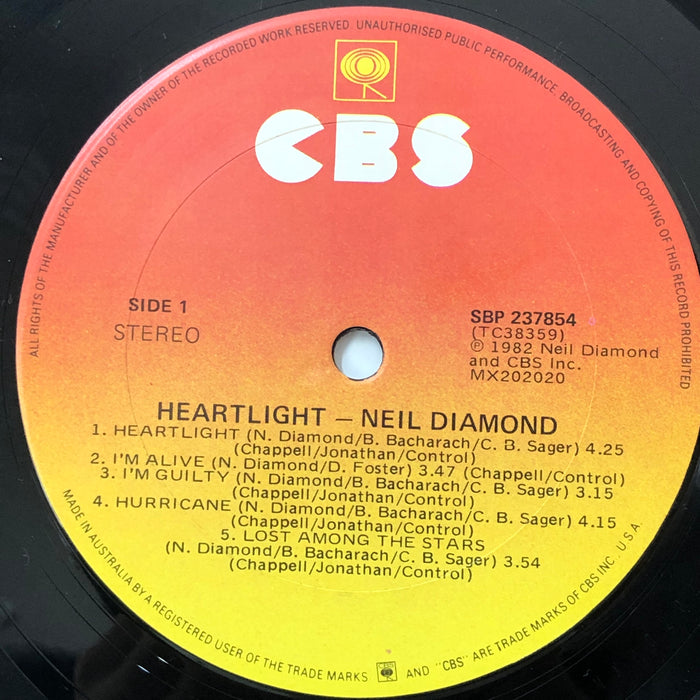 ALL RIGHTS OF THE MANUFACTURER AND OF THE OWNER OF THE RECORDED WORK RESERVED. UNAUTHORISED PUBLIC PERFORMANCE, BROADCASTING AND COPYING OF THIS RECORD PROHIBITED
CBS
SIDE 1
STEREO
SBP 237854
(TC38359)
℗ 1982 Neil Diamond
and CBS Inc.
MX202020
HEARTLIGHT – NEIL DIAMOND
1. HEARTLIGHT (N. Diamond/B. Bacharach/C. B. Sager) 4.25
(Chappell/Jonathan/Control)
2. I'M ALIVE (N. Diamond/D. Foster) 3.47 (Chappell/Control)
3. I'M GUILTY (N. Diamond/B. Bacharach/C. B. Sager) 3.15
(Chappell/Jonathan/Control)
4. HURRICANE (N. Diamond/B. Bacharach/C. B. Sager) 4.15
(Chappell/Jonathan/Control)
5. LOST AMONG THE STARS
(N. Diamond/B. Bacharach/C. B. Sager) 3.54
(Chappell/Jonathan/Control)
MADE IN AUSTRALIA BY A REGISTERED USER OF THE TRADE MARKS CBS AND "CBS" ARE TRADE MARKS OF CBS INC. U.S.A.